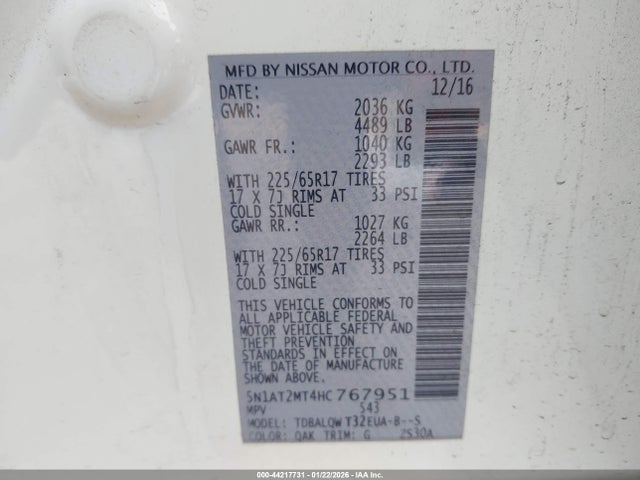 MFD BY NISSAN MOTOR CO., LTD.
DATE: 12/16
GVWR: 2036 KG
4489 LB
GAWR FR.: 1040 KG
2293 LB
WITH 225/65R17 TIRES
17 X 7J RIMS AT 33 PSI
COLD SINGLE
GAWR RR.: 1027 KG
2264 LB
WITH 225/65R17 TIRES
17 X 7J RIMS AT 33 PSI
COLD SINGLE
THIS VEHICLE CONFORMS TO
ALL APPLICABLE FEDERAL
MOTOR VEHICLE SAFETY AND
THEFT PREVENTION
STANDARDS IN EFFECT ON
THE DATE OF MANUFACTURE
SHOWN ABOVE.
5N1AT2MT4HC767951
MPV S43
MODEL: TDBALQW T32EUA-B--S
COLOR: QAK TRIM: G 2S30A
000-44217731 - 01/22/2026 - COPART